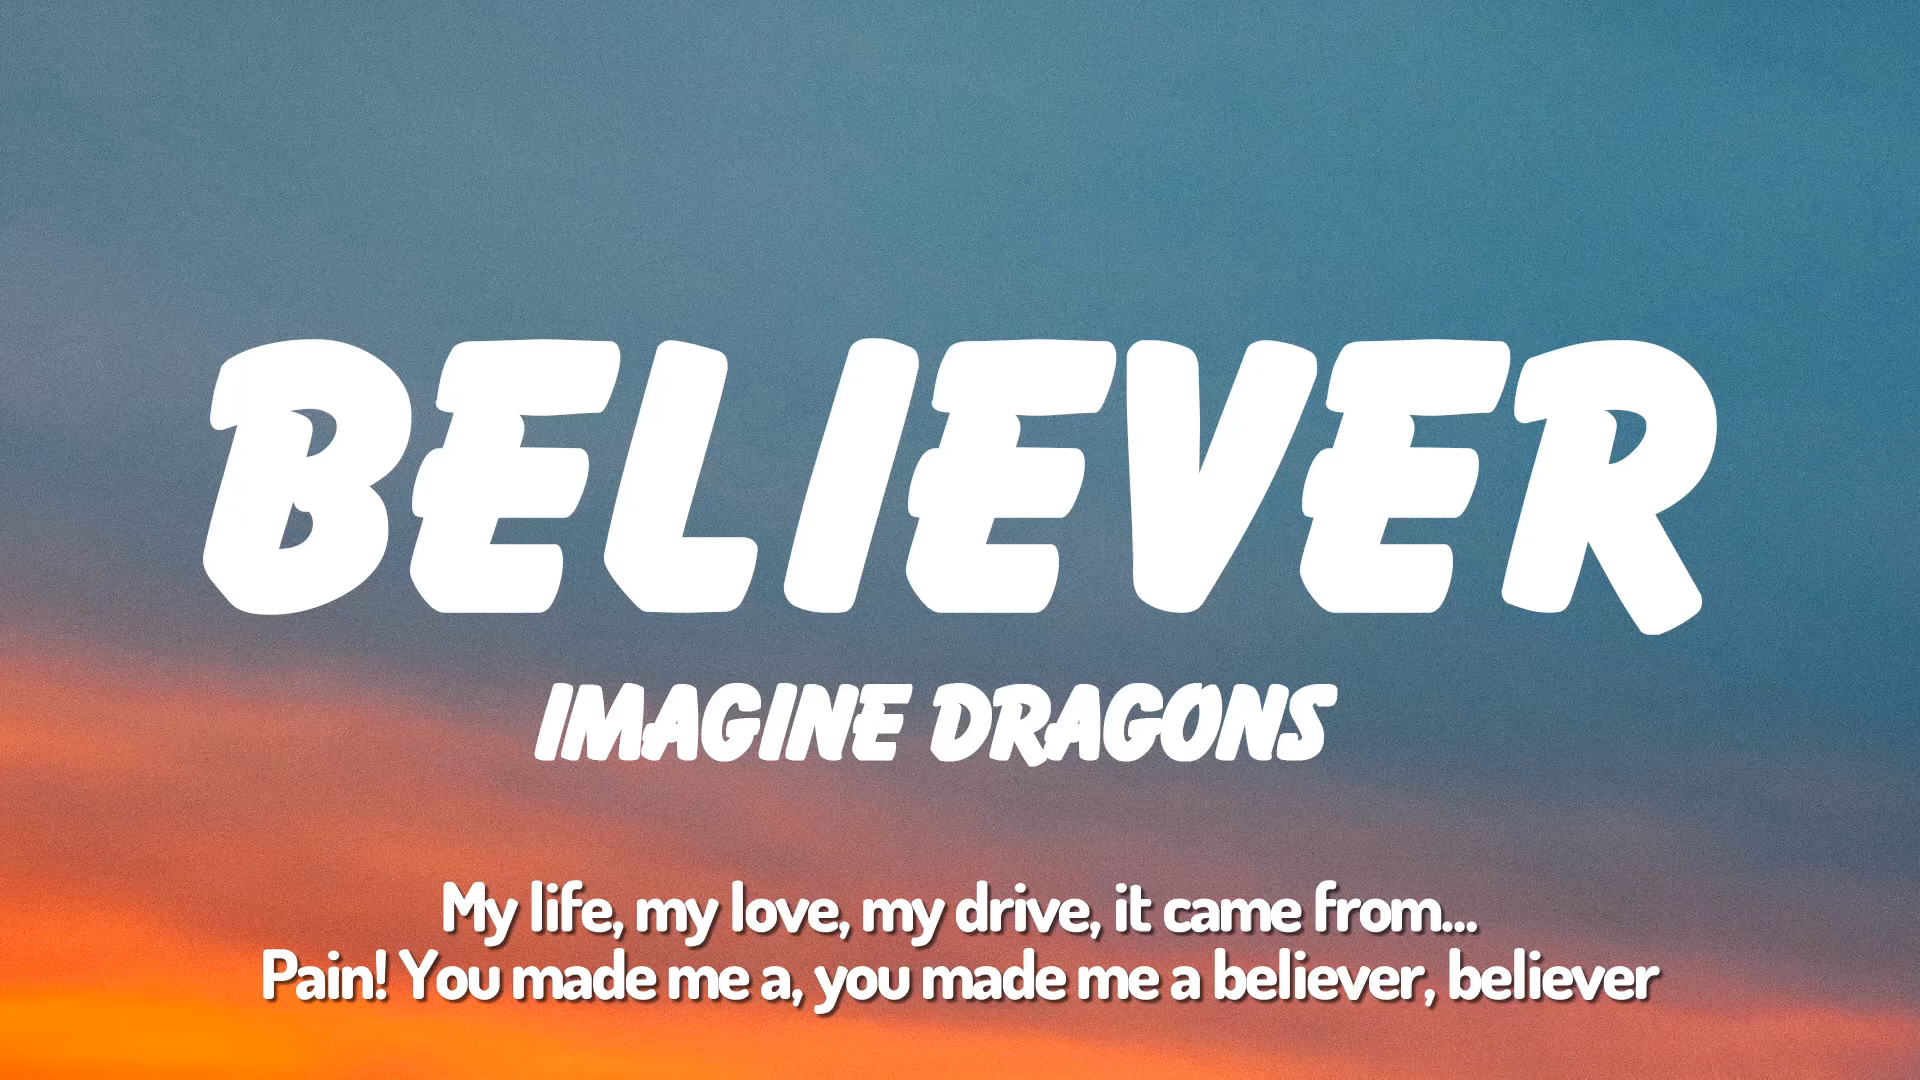 BELIEVER
IMAGINE DRAGONS
My life, my love, my drive, it came from...
Pain! You made me a, you made me a believer, believer